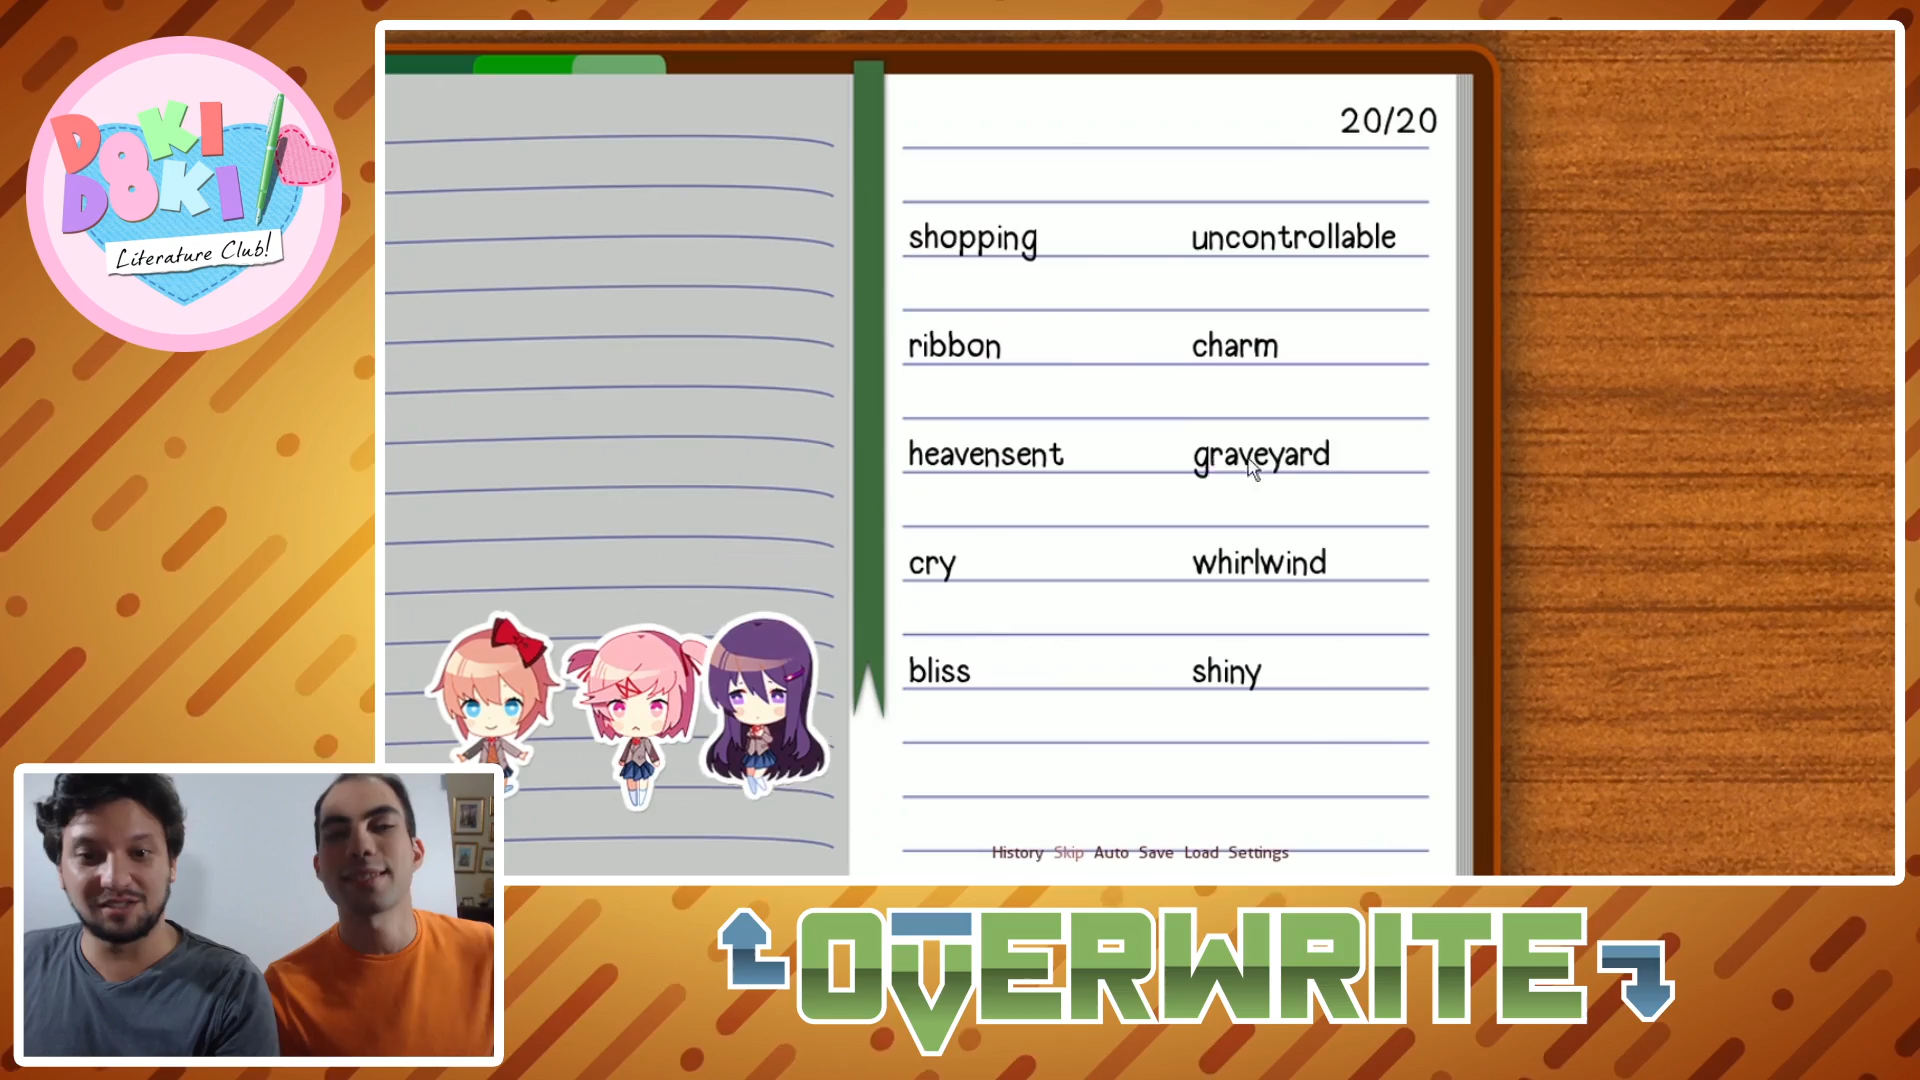 DOKI
DOKI
Literature Club!
20/20
shopping uncontrollable
ribbon charm
heavensent graveyard
cry whirlwind
bliss shiny
History Skip Auto Save Load Settings
OVERWRITE